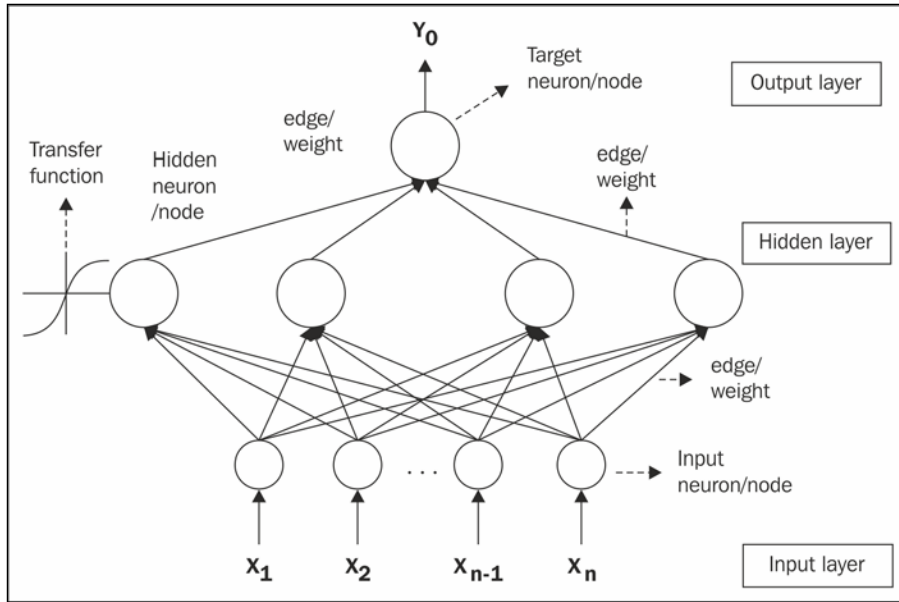 Y0
Target
neuron/node
Output layer
edge/
weight
Transfer
function
Hidden
neuron
/node
edge/
weight
Hidden layer
edge/
weight
Input
neuron/node
. . .
X1 X2 Xn-1 Xn
Input layer